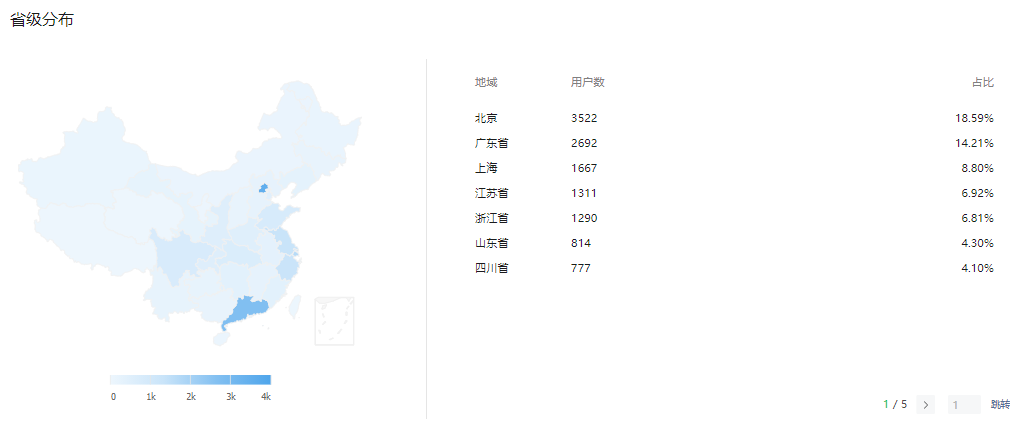 省级分布
地域 用户数 占比
北京 3522 18.59%
广东省 2692 14.21%
上海 1667 8.80%
江苏省 1311 6.92%
浙江省 1290 6.81%
山东省 814 4.30%
四川省 777 4.10%
0 1k 2k 3k 4k
1 / 5 1 跳转